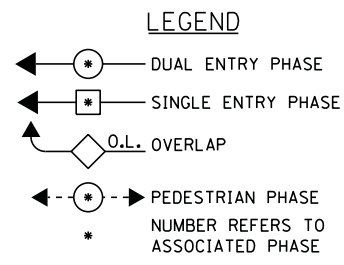 LEGEND
* DUAL ENTRY PHASE
* SINGLE ENTRY PHASE
O.L. OVERLAP
* PEDESTRIAN PHASE
* NUMBER REFERS TO
ASSOCIATED PHASE